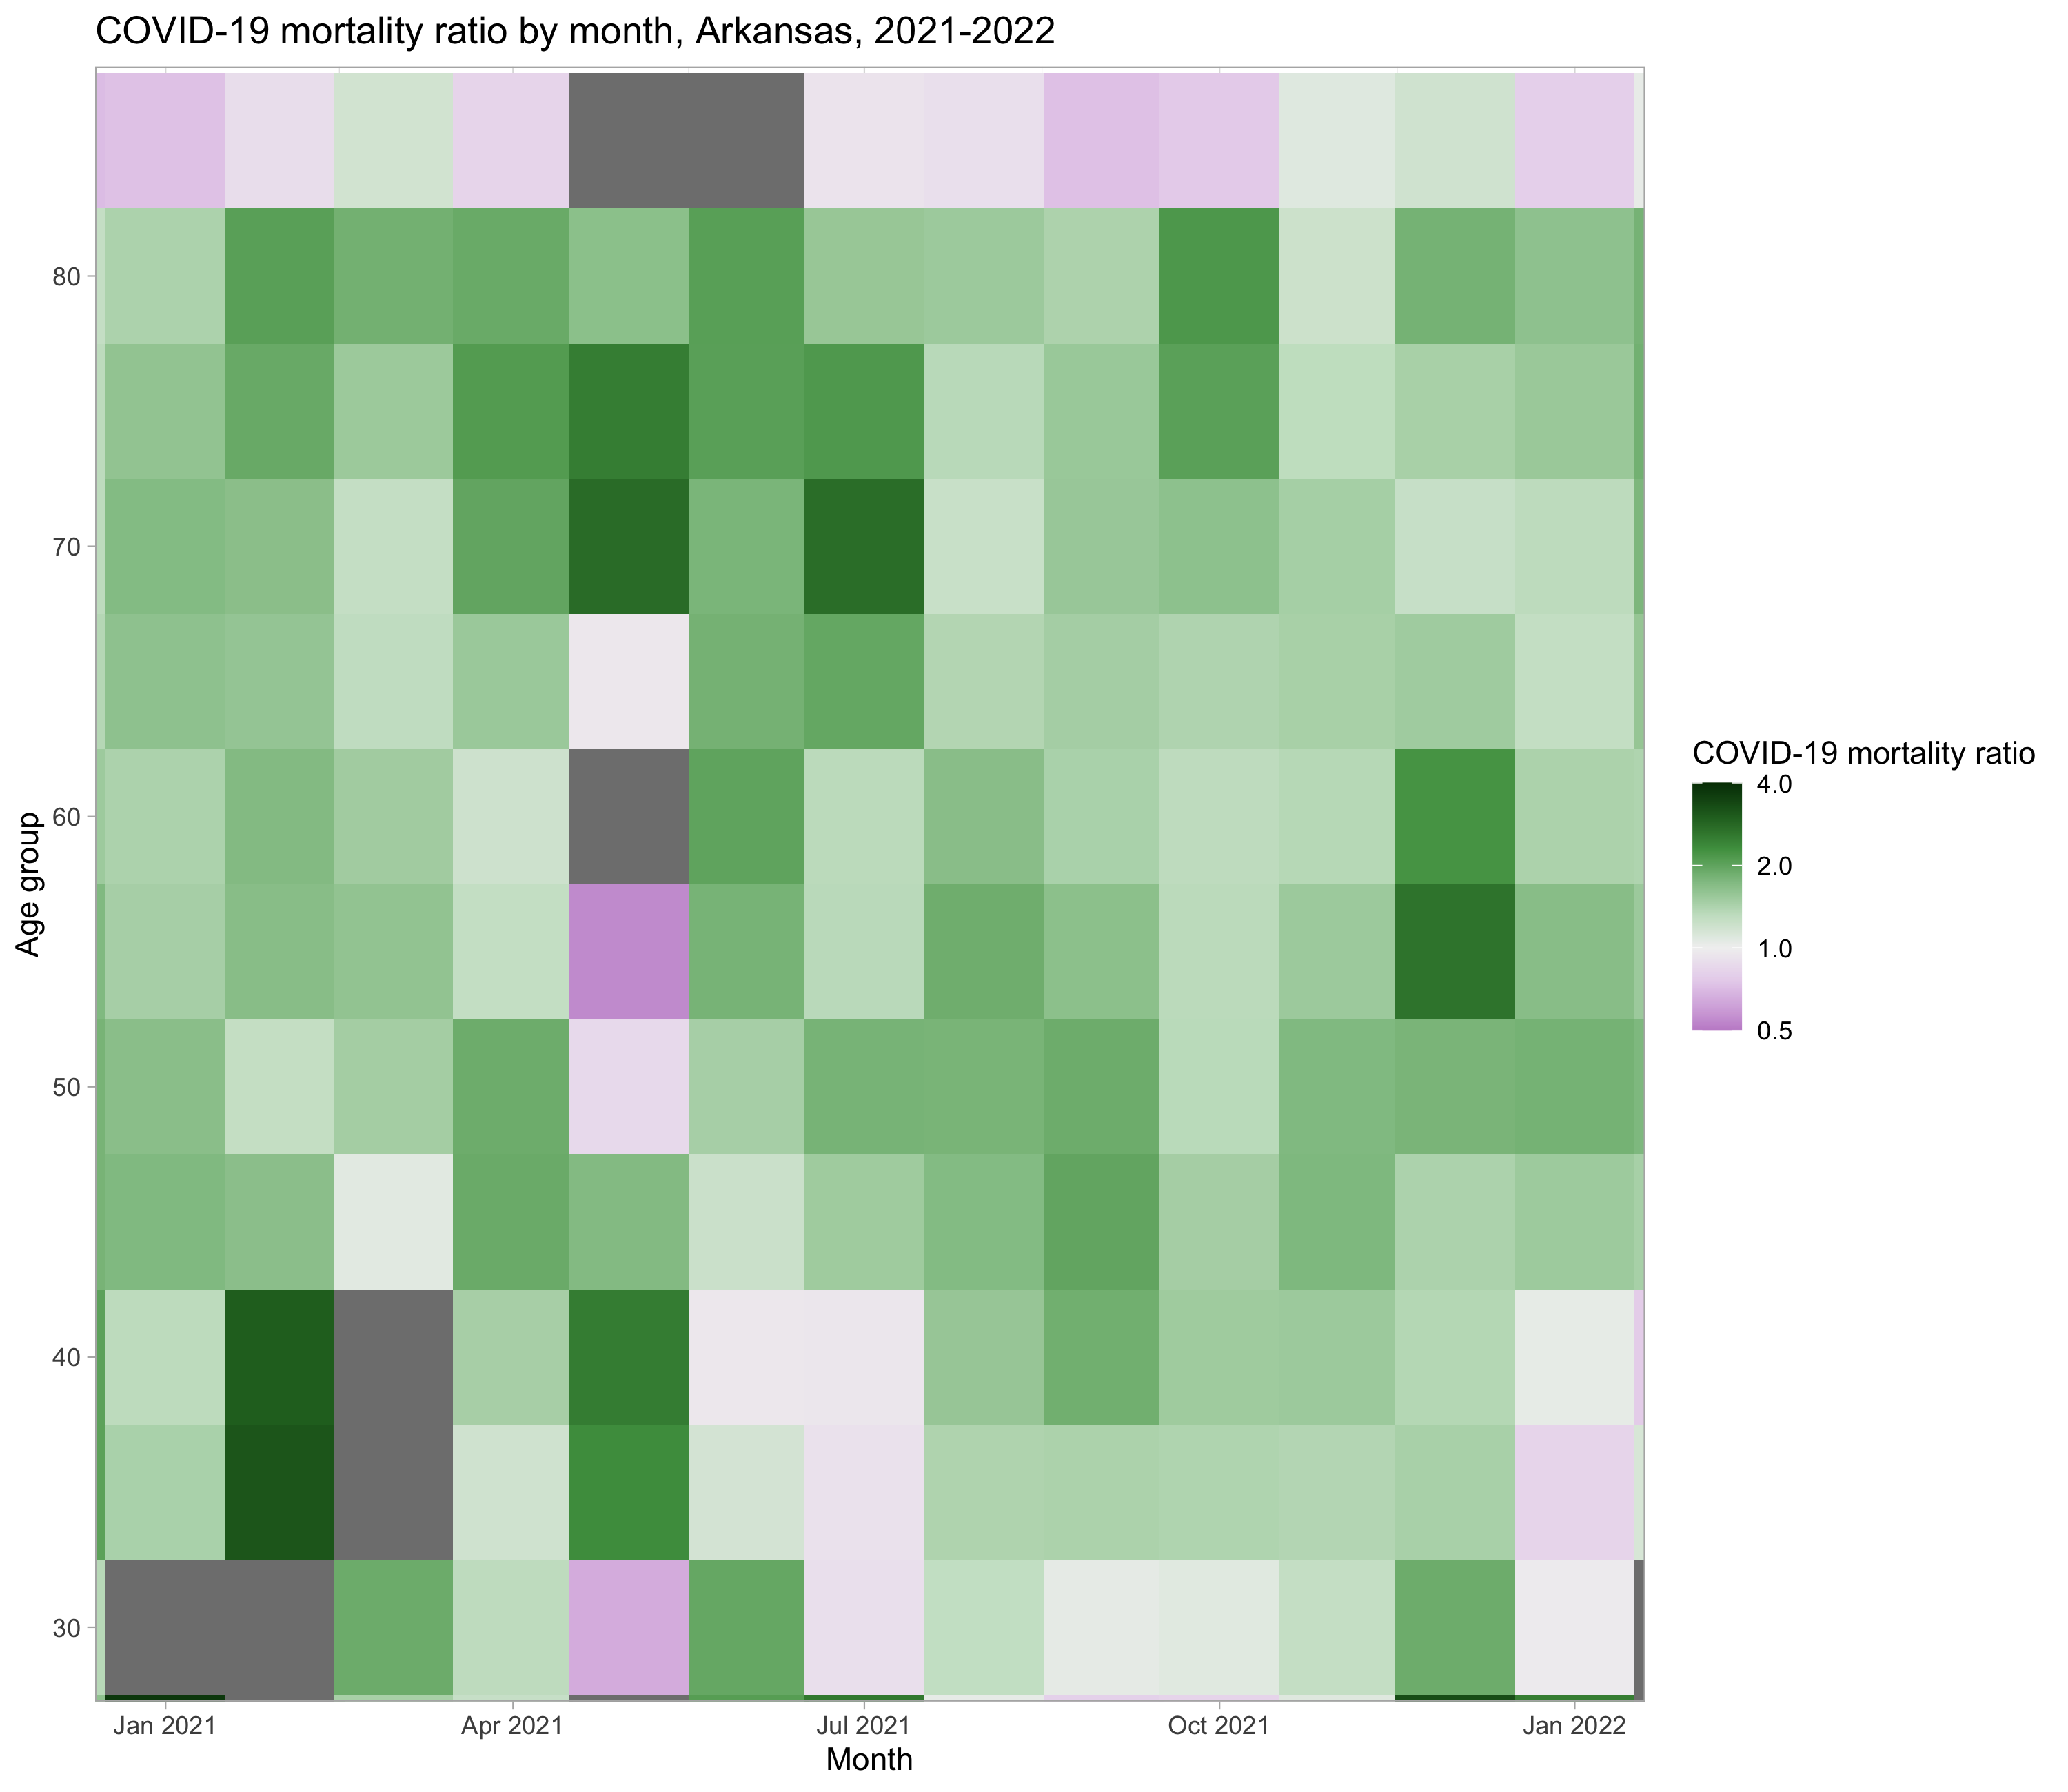 COVID-19 mortality ratio by month, Arkansas, 2021-2022
80
70
60
50
40
30
Age group
Jan 2021
Apr 2021
Jul 2021
Oct 2021
Jan 2022
Month
COVID-19 mortality ratio
4.0
2.0
1.0
0.5